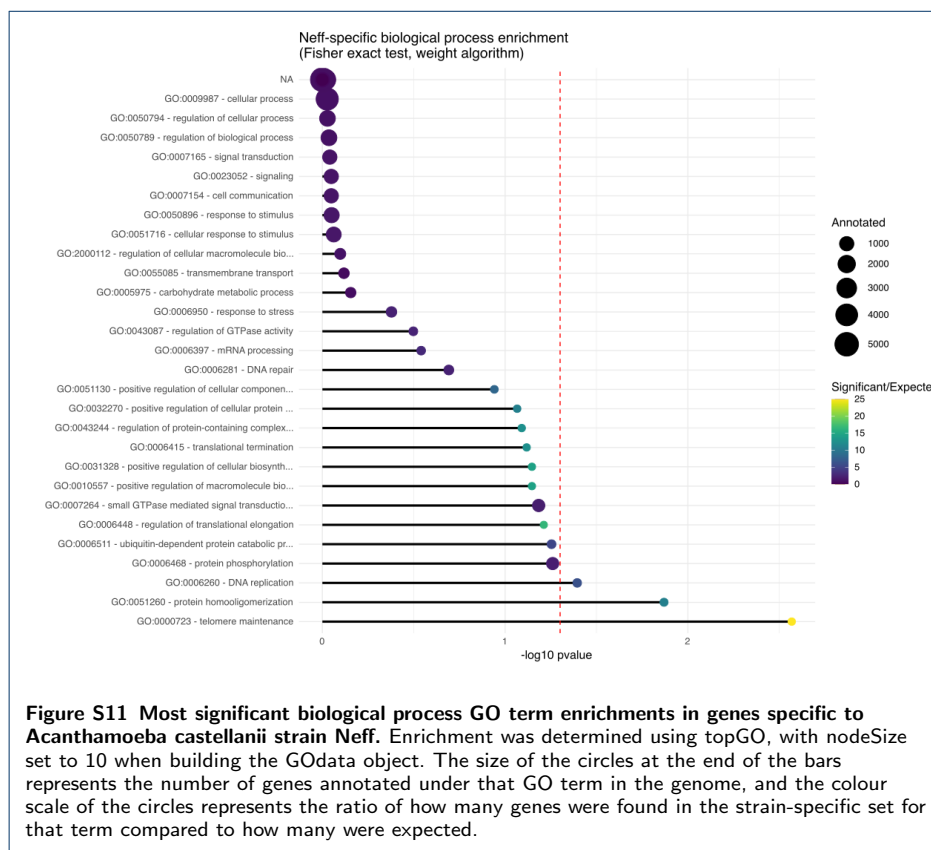 Neff-specific biological process enrichment
(Fisher exact test, weight algorithm)
NA
GO:0009987 - cellular process
GO:0050794 - regulation of cellular process
GO:0050789 - regulation of biological process
GO:0007165 - signal transduction
GO:0023052 - signaling
GO:0007154 - cell communication
GO:0050896 - response to stimulus
GO:0051716 - cellular response to stimulus
GO:2000112 - regulation of cellular macromolecule bio...
GO:0055085 - transmembrane transport
GO:0005975 - carbohydrate metabolic process
GO:0006950 - response to stress
GO:0043087 - regulation of GTPase activity
GO:0006397 - mRNA processing
GO:0006281 - DNA repair
GO:0051130 - positive regulation of cellular componen...
GO:0032270 - positive regulation of cellular protein ...
GO:0043244 - regulation of protein-containing complex...
GO:0006415 - translational termination
GO:0031328 - positive regulation of cellular biosynth...
GO:0010557 - positive regulation of macromolecule bio...
GO:0007264 - small GTPase mediated signal transductio...
GO:0006448 - regulation of translational elongation
GO:0006511 - ubiquitin-dependent protein catabolic pr...
GO:0006468 - protein phosphorylation
GO:0006260 - DNA replication
GO:0051260 - protein homooligomerization
GO:0000723 - telomere maintenance
0
1
2
-log10 pvalue
Annotated
1000
2000
3000
4000
5000
Significant/Expecte
25
20
15
10
5
0
Figure S11 Most significant biological process GO term enrichments in genes specific to
Acanthamoeba castellanii strain Neff. Enrichment was determined using topGO, with nodeSize
set to 10 when building the GOdata object. The size of the circles at the end of the bars
represents the number of genes annotated under that GO term in the genome, and the colour
scale of the circles represents the ratio of how many genes were found in the strain-specific set for
that term compared to how many were expected.